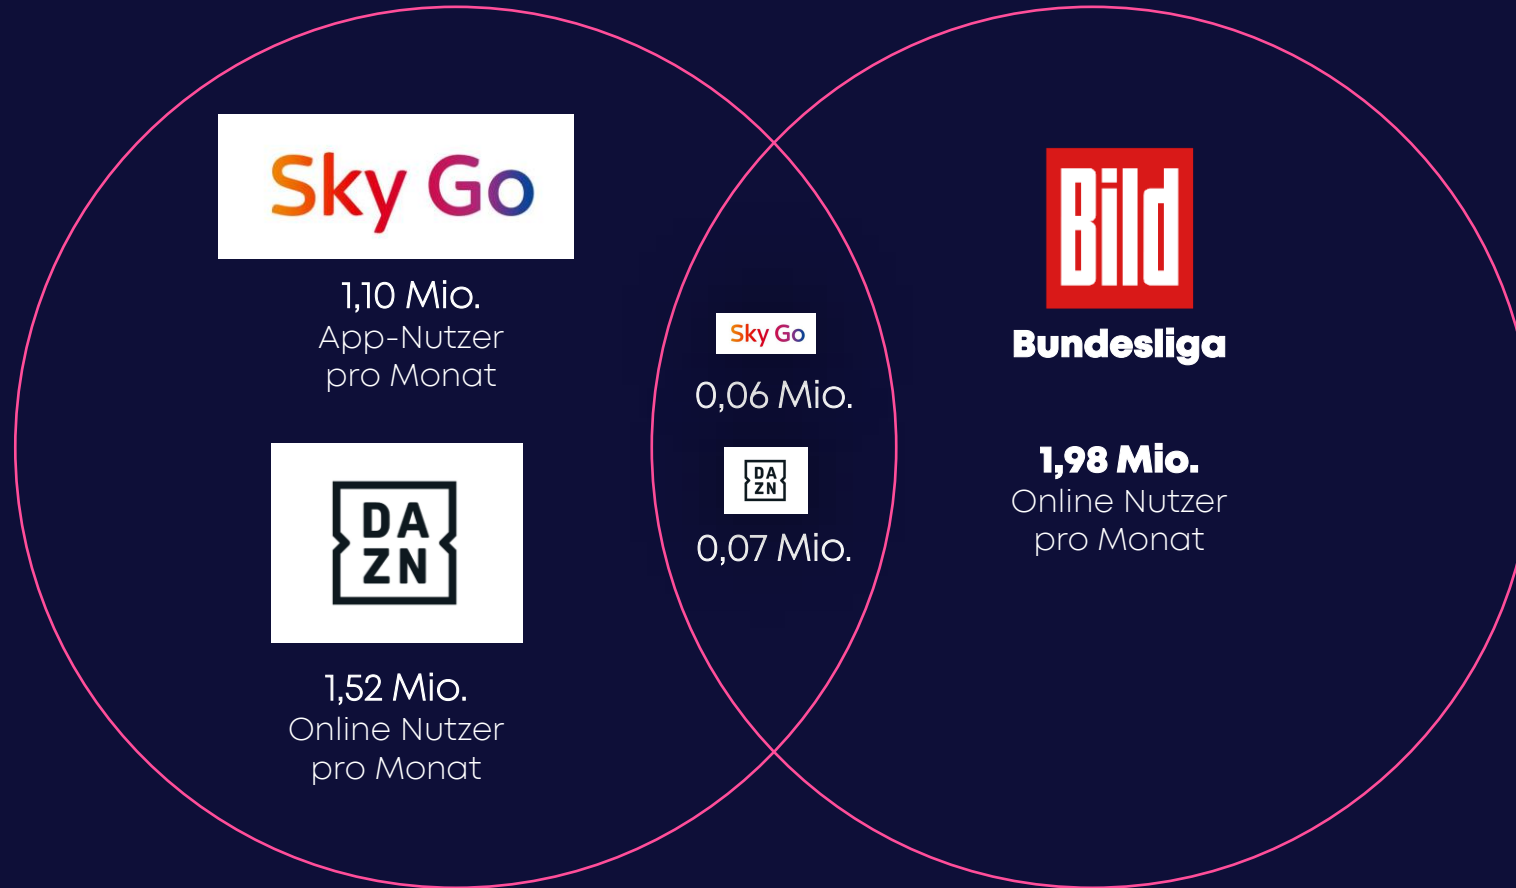 Sky Go
1,10 Mio.
App-Nutzer
pro Monat
DA
ZN
1,52 Mio.
Online Nutzer
pro Monat
Sky Go
0,06 Mio.
DA
ZN
0,07 Mio.
Bild
Bundesliga
1,98 Mio.
Online Nutzer
pro Monat